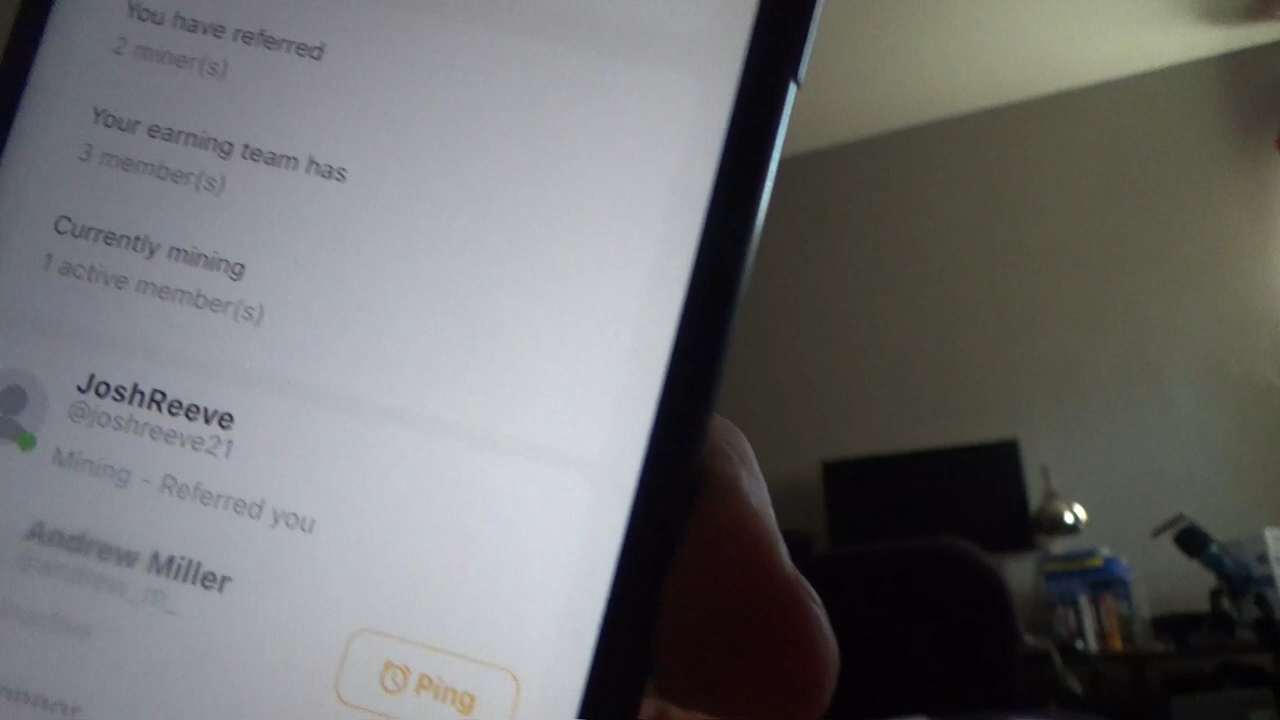 You have referred
2 miner(s)
Your earning team has
3 member(s)
Currently mining
1 active member(s)
JoshReeve
@joshreeve21
Mining - Referred you
Andrew Miller
Ping